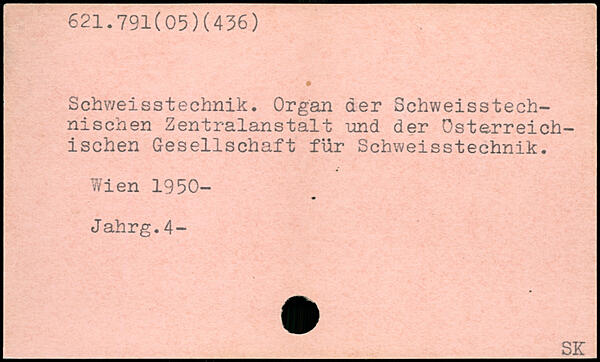 621.791(05)(436)
Schweisstechnik. Organ der Schweisstech-
nischen Zentralanstalt und der Österreich-
ischen Gesellschaft für Schweisstechnik.
Wien 1950-
Jahrg.4-
SK